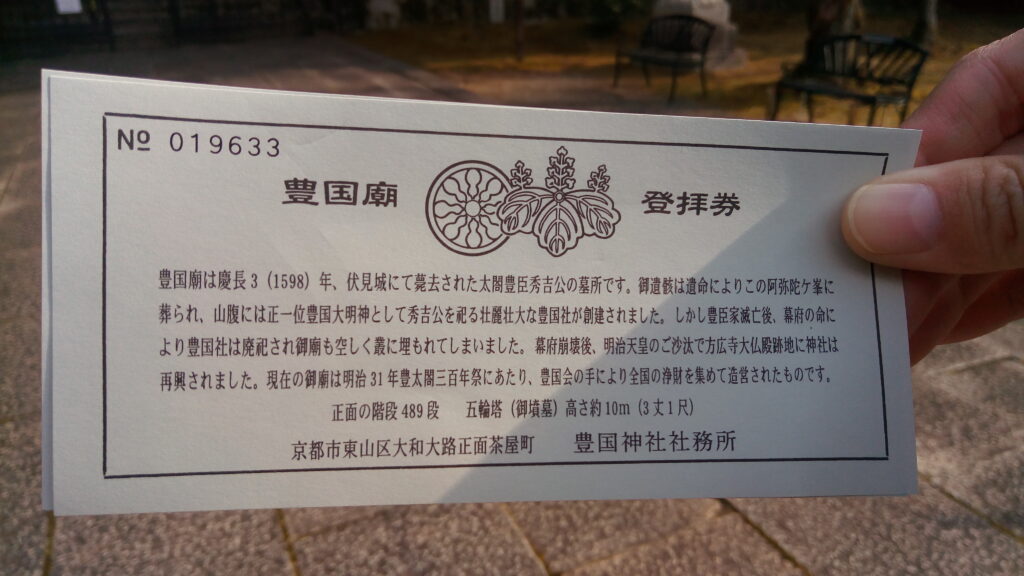 No 019633
豊国廟 登拝券
豊国廟は慶長3（1598）年、伏見城にて薨去された太閤豊臣秀吉公の墓所です。御遺骸は遺命によりこの阿弥陀ケ峯に
葬られ、山腹には正一位豊国大明神として秀吉公を祀る壮麗壮大な豊国社が創建されました。しかし豊臣家滅亡後、幕府の命に
より豊国社は廃祀され御廟も空しく叢に埋もれてしまいました。幕府崩壊後、明治天皇のご沙汰で方広寺大仏殿跡地に神社は
再興されました。現在の御廟は明治31年豊太閤三百年祭にあたり、豊国会の手により全国の浄財を集めて造営されたものです。
正面の階段489段 五輪塔（御墳墓）高さ約10m（3丈1尺）
京都市東山区大和大路正面茶屋町 豊国神社社務所